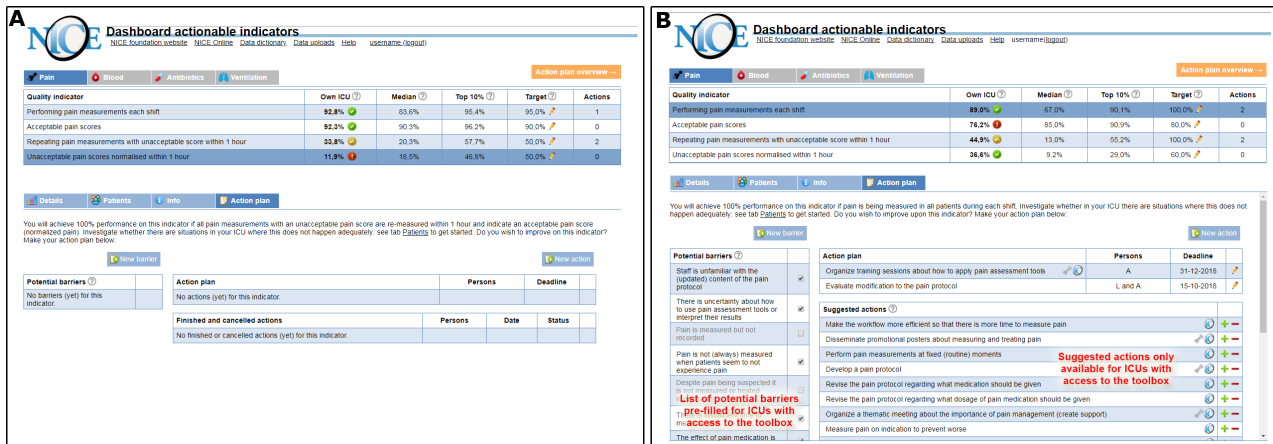 A
NICE
Dashboard actionable indicators
NICE foundation website NICE Online Data dictionary Data uploads Help username (logout)
Pain Blood Antibiotics Ventilation
Action plan overview →
Quality indicator Own ICU ? Median ? Top 10% ? Target ? Actions
Performing pain measurements each shift 92,8% 83,6% 95,4% 95,0% 1
Acceptable pain scores 92,3% 90,3% 96,2% 90,0% 0
Repeating pain measurements with unacceptable score within 1 hour 33,8% 20,3% 57,7% 50,0% 2
Unacceptable pain scores normalised within 1 hour 11,9% 18,5% 46,8% 50,0% 0
Details Patients Info Action plan
You will achieve 100% performance on this indicator if all pain measurements with an unacceptable pain score are re-measured within 1 hour and indicate an acceptable pain score
(normalized pain). Investigate whether there are situations in your ICU where this does not happen adequately: see tab Patients to get started. Do you wish to improve on this indicator?
Make your action plan below:
New barrier
New action
Potential barriers ?
No barriers (yet) for this
indicator.
Action plan Persons Deadline
No actions (yet) for this indicator.
Finished and cancelled actions Persons Date Status
No finished or cancelled actions (yet) for this indicator.
B
NICE
Dashboard actionable indicators
NICE foundation website NICE Online Data dictionary Data uploads Help username(logout)
Pain Blood Antibiotics Ventilation
Action plan overview →
Quality indicator Own ICU ? Median ? Top 10% ? Target ? Actions
Performing pain measurements each shift 89,0% 67,0% 90,1% 100,0% 2
Acceptable pain scores 76,2% 85,0% 90,9% 80,0% 0
Repeating pain measurements with unacceptable score within 1 hour 44,9% 13,0% 55,2% 100,0% 2
Unacceptable pain scores normalised within 1 hour 36,6% 9,2% 29,0% 60,0% 0
Details Patients Info Action plan
You will achieve 100% performance on this indicator if pain is being measured in all patients during each shift. Investigate whether in your ICU there are situations where this does not
happen adequately: see tab Patients to get started. Do you wish to improve upon this indicator? Make your action plan below:
New barrier
New action
Potential barriers ?
Staff is unfamiliar with the
(updated) content of the pain
protocol
There is uncertainty about how
to use pain assessment tools or
interpret their results
Pain is measured but not
recorded
Pain is not (always) measured
when patients seem to not
experience pain
Despite pain being suspected it
is not measured or treated
List of potential barriers
pre-filled for ICUs with
access to the toolbox
The effect of pain medication is
Action plan Persons Deadline
Organize training sessions about how to apply pain assessment tools A 31-12-2018
Evaluate modification to the pain protocol L and A 15-10-2018
Suggested actions ?
Make the workflow more efficient so that there is more time to measure pain
Disseminate promotional posters about measuring and treating pain
Perform pain measurements at fixed (routine) moments
Develop a pain protocol
Revise the pain protocol regarding what medication should be given
Revise the pain protocol regarding what dosage of pain medication should be given
Organize a thematic meeting about the importance of pain management (create support)
Measure pain on indication to prevent worse
Suggested actions only
available for ICUs with
access to the toolbox